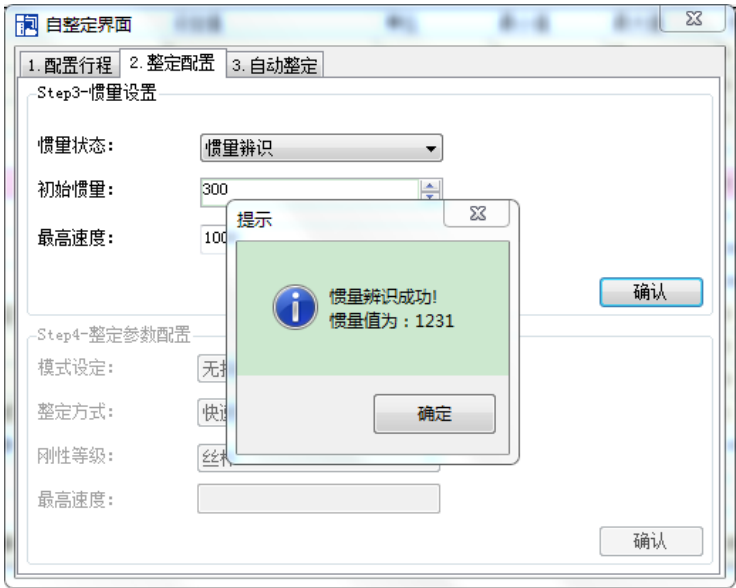 自整定界面
1.配置行程 2.整定配置 3.自动整定
Step3-惯量设置
惯量状态： 惯量辨识
初始惯量： 300
提示
最高速度： 100
惯量辨识成功!
惯量值为：1231
确认
Step4-整定参数配置
模式设定： 无
整定方式： 快速
确定
刚性等级： 丝杆
最高速度：
确认